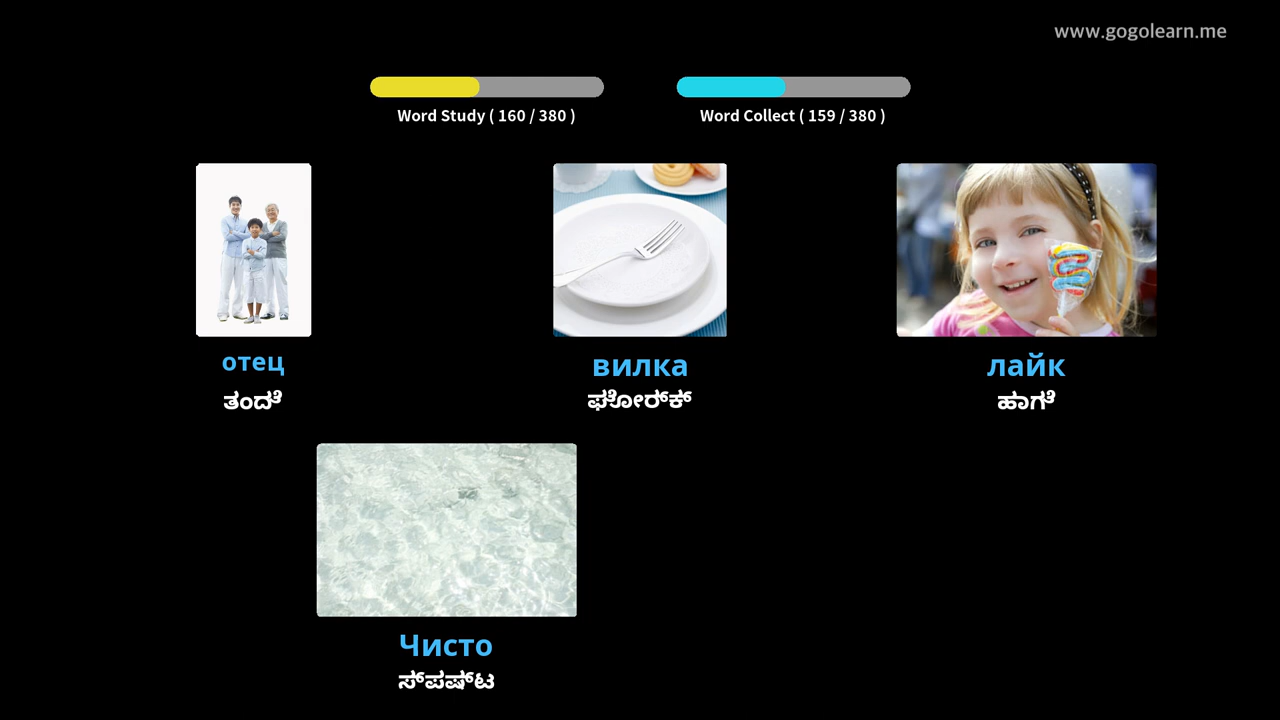 www.gogolearn.me
Word Study ( 160 / 380 )
Word Collect ( 159 / 380 )
отец
вилка
лайк
ತಂದೆ
ಫೋರ್ಕ್
ಹಾಗೆ
Чисто
ಸ್ಪಷ್ಟ